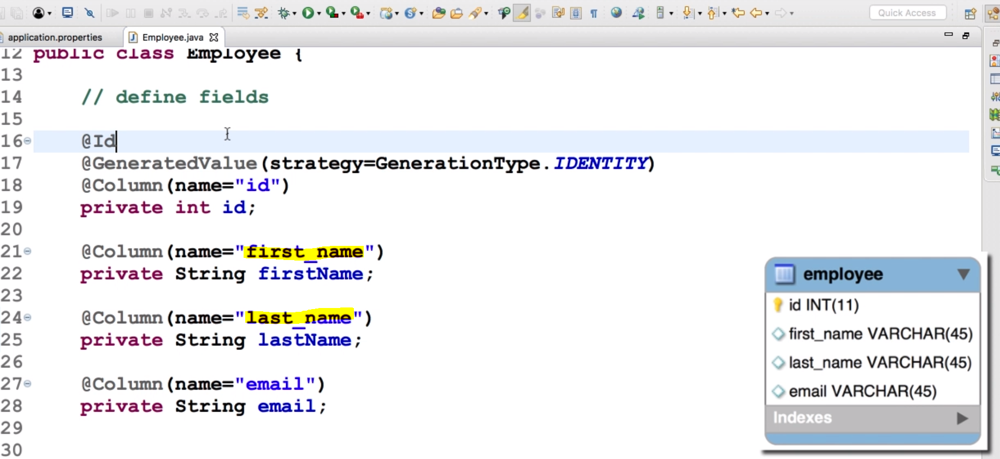 Quick Access
application.properties
Employee.java
12 public class Employee {
13
14 // define fields
15
16 @Id
17 @GeneratedValue(strategy=GenerationType.IDENTITY)
18 @Column(name="id")
19 private int id;
20
21 @Column(name="first_name")
22 private String firstName;
23
24 @Column(name="last_name")
25 private String lastName;
26
27 @Column(name="email")
28 private String email;
29
30
employee
id INT(11)
first_name VARCHAR(45)
last_name VARCHAR(45)
email VARCHAR(45)
Indexes